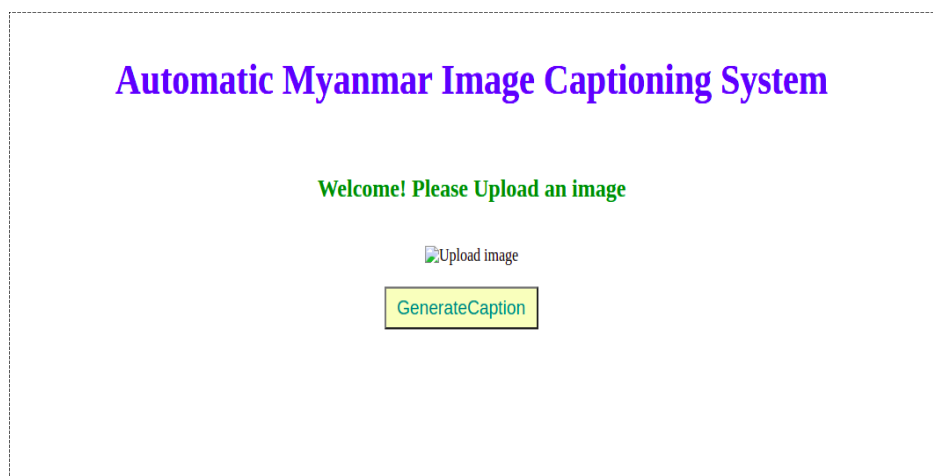 Automatic Myanmar Image Captioning System
Welcome! Please Upload an image
Upload image
GenerateCaption